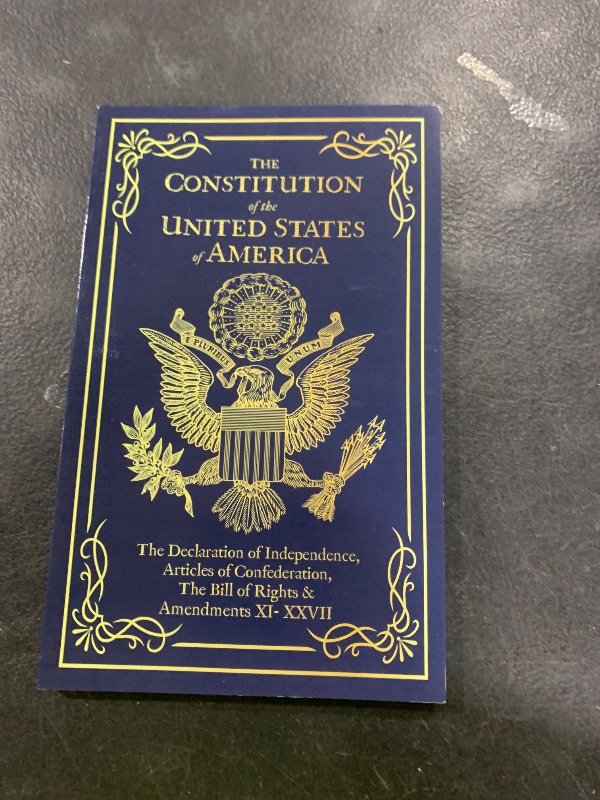 THE
CONSTITUTION
of the
UNITED STATES
of AMERICA
E PLURIBUS UNUM
The Declaration of Independence,
Articles of Confederation,
The Bill of Rights &
Amendments XI- XXVII